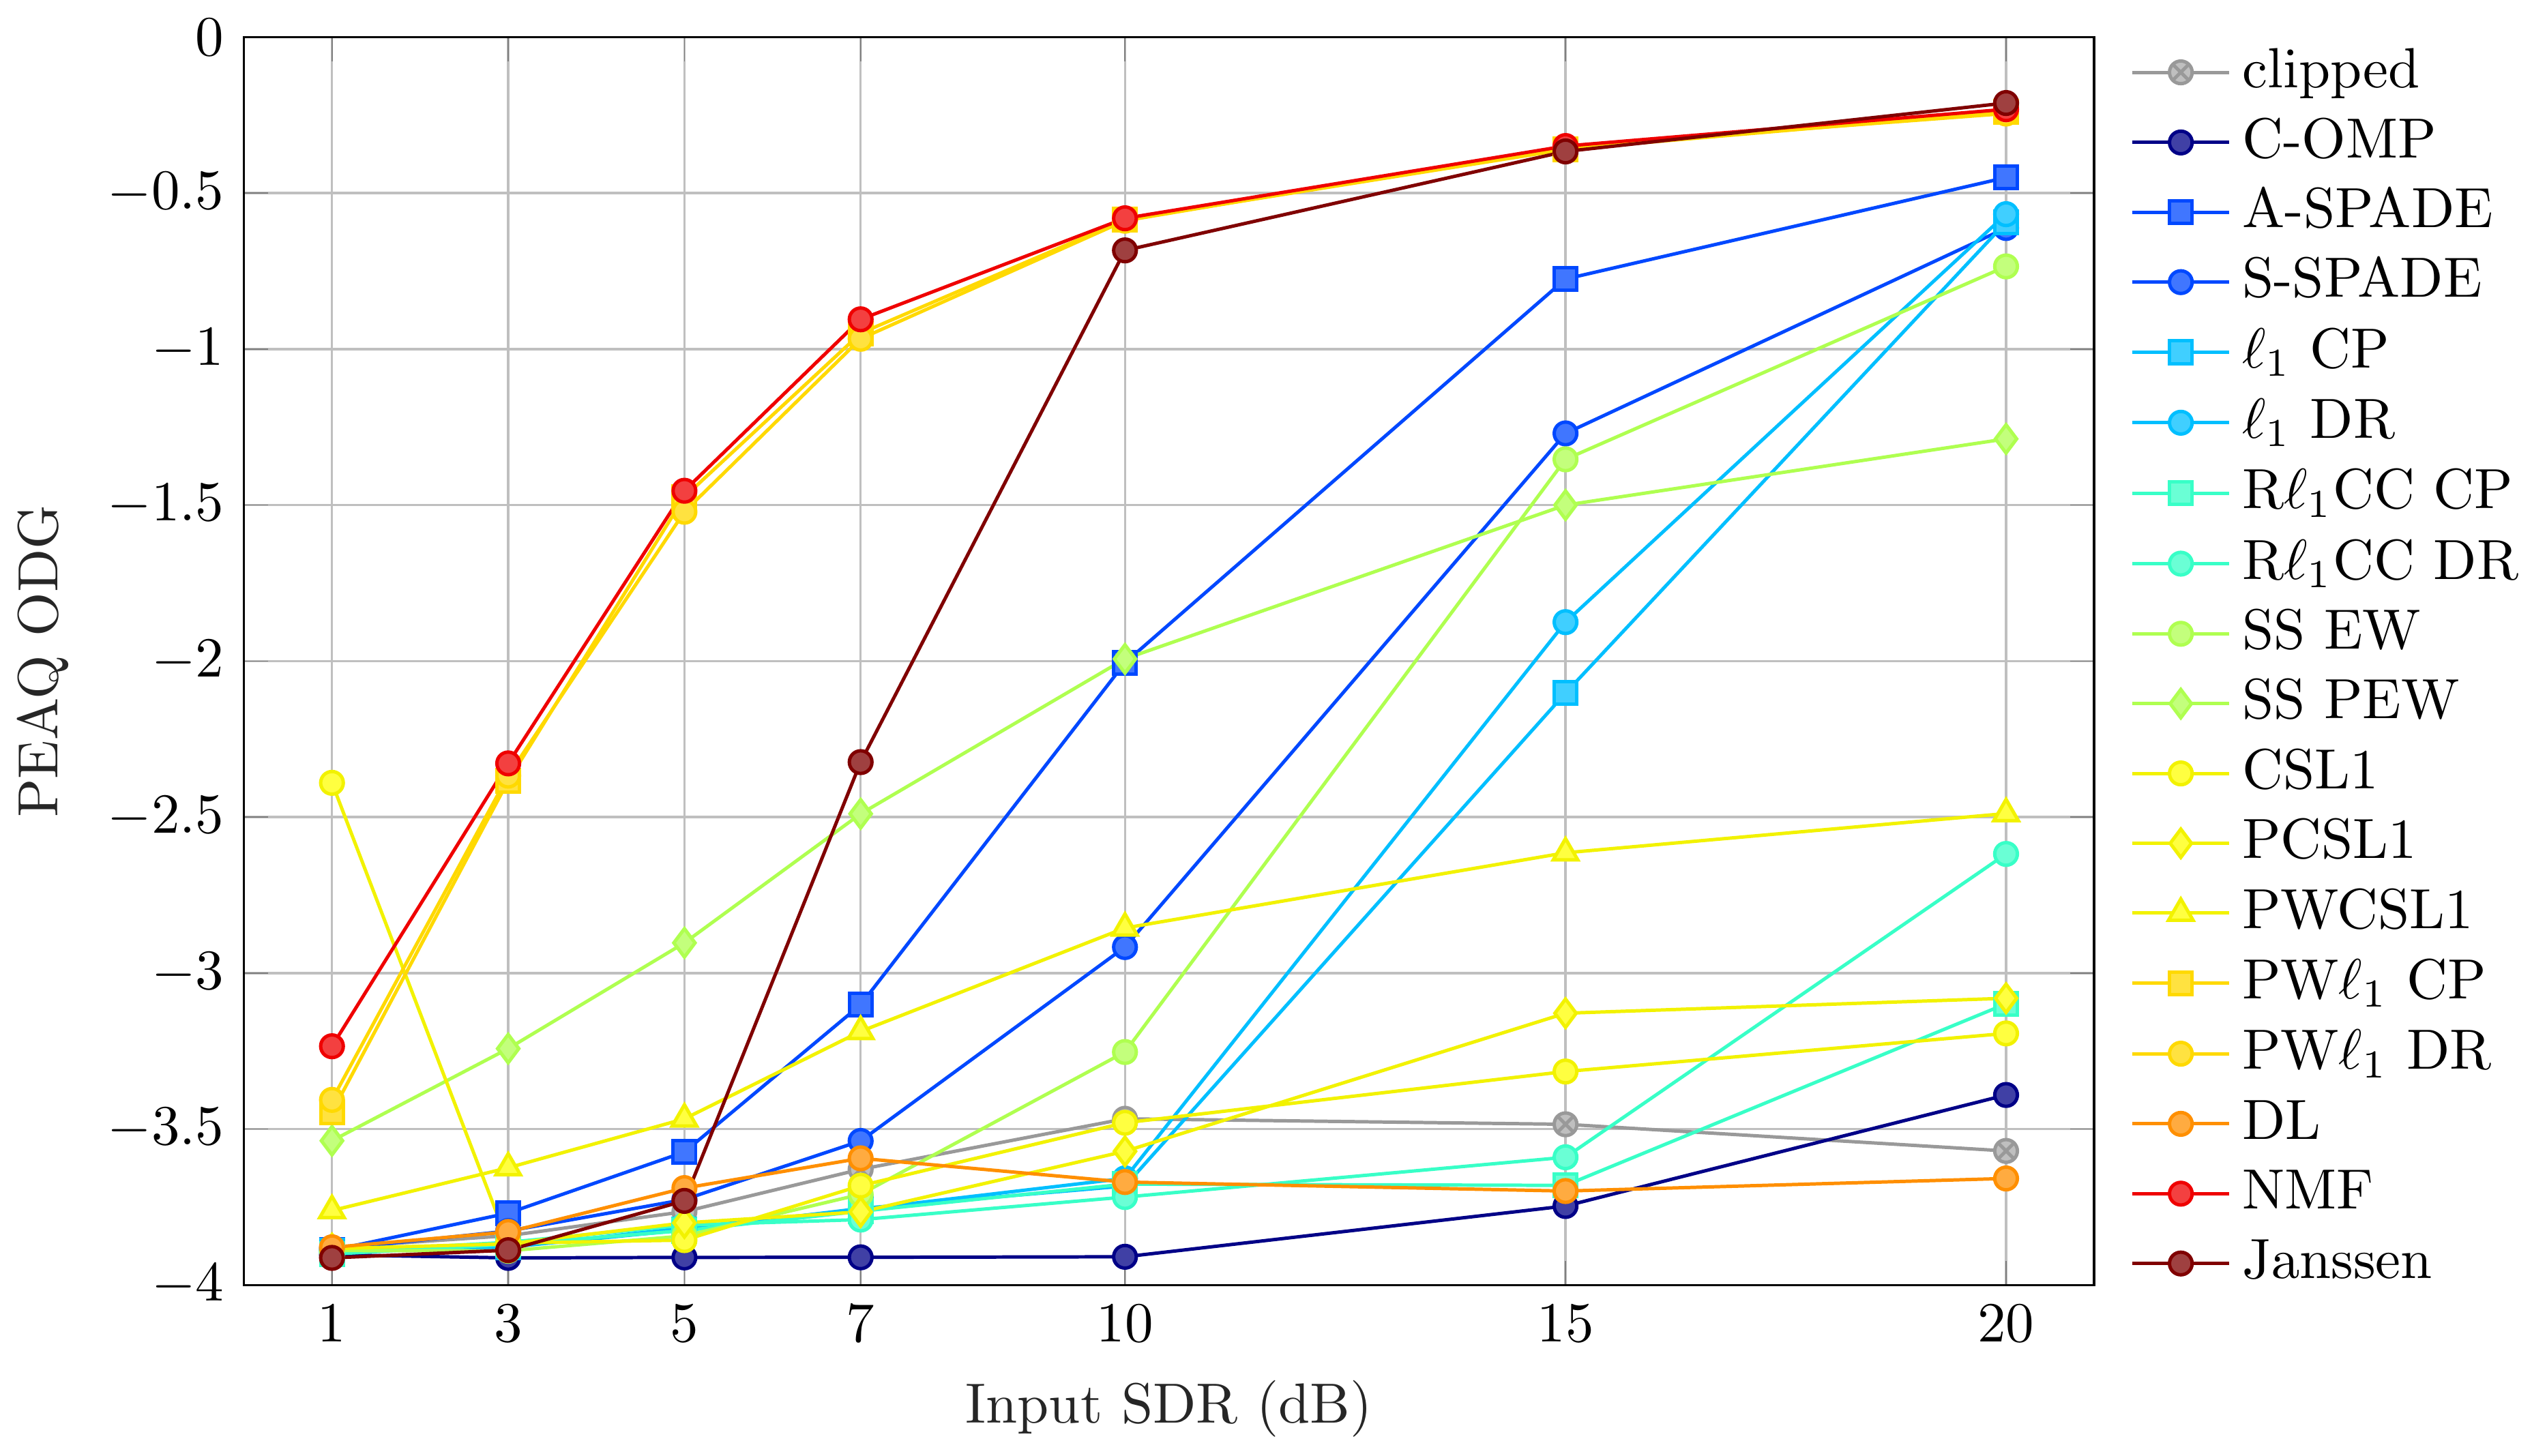 0
−0.5
−1
−1.5
−2
−2.5
−3
−3.5
−4
PEAQ ODG
1 3 5 7 10 15 20
Input SDR (dB)
clipped
C-OMP
A-SPADE
S-SPADE
ℓ₁ CP
ℓ₁ DR
Rℓ₁CC CP
Rℓ₁CC DR
SS EW
SS PEW
CSL1
PCSL1
PWCSL1
PWℓ₁ CP
PWℓ₁ DR
DL
NMF
Janssen